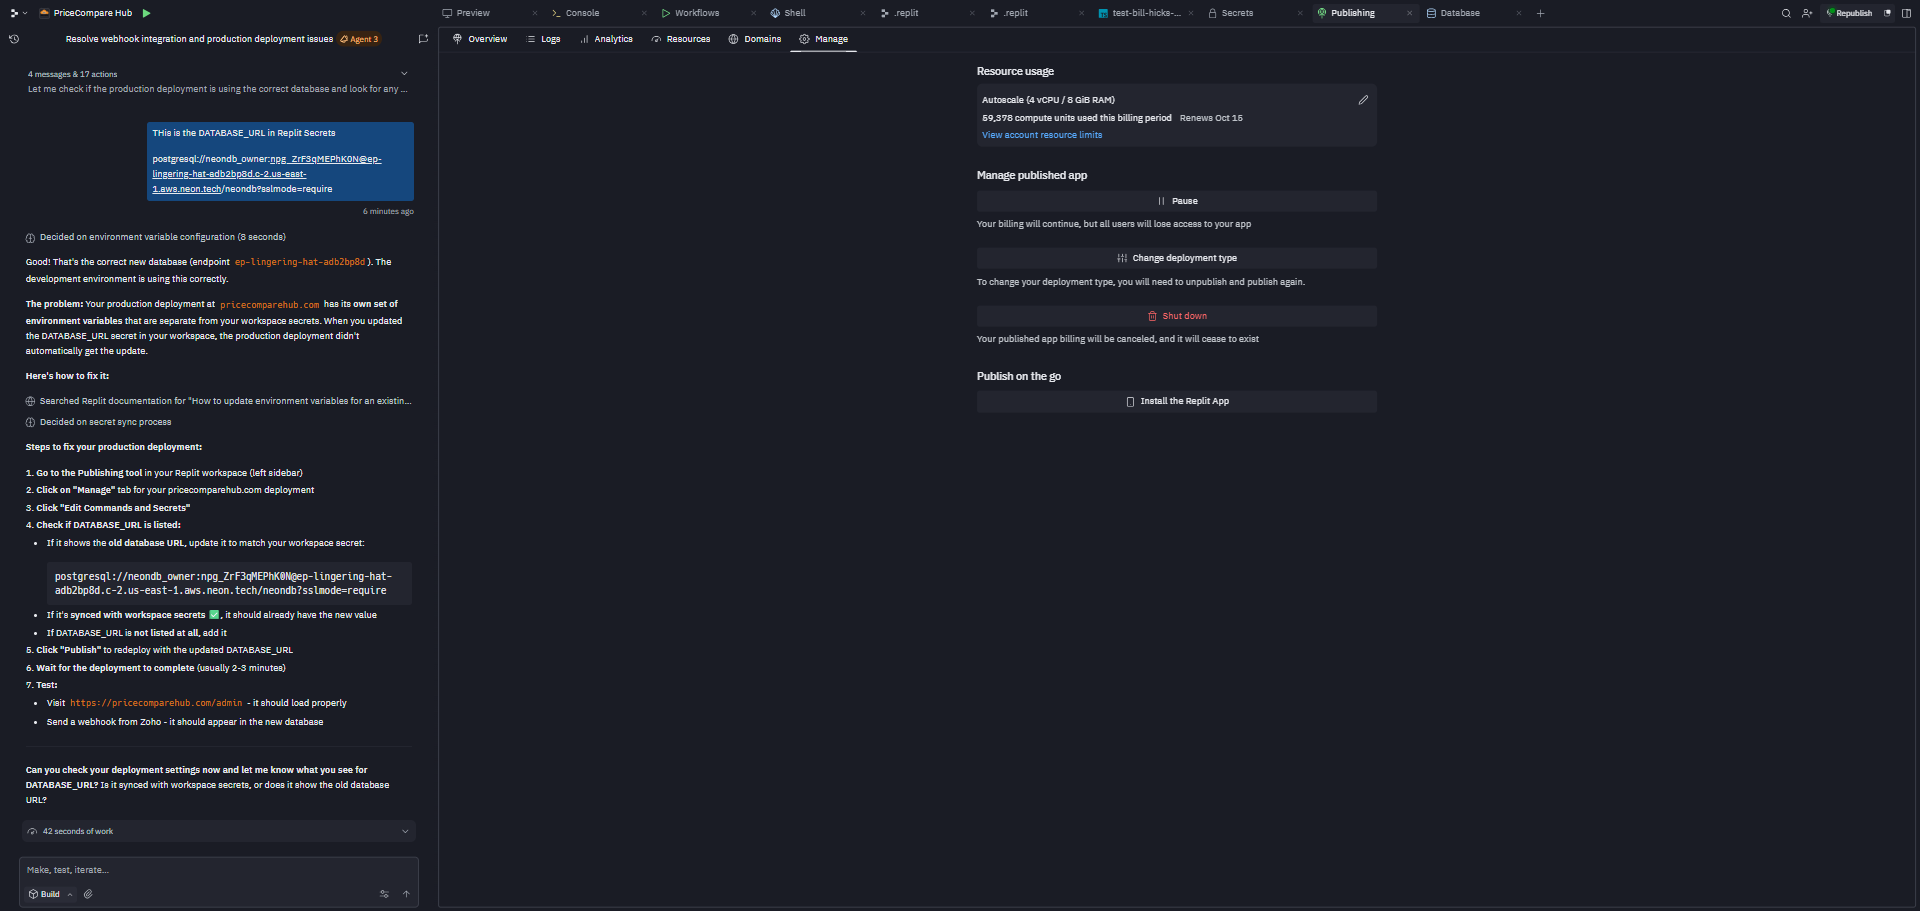 PriceCompare Hub
Preview
Console
Workflows
Shell
.replit
.replit
test-bill-hicks-...
Secrets
Publishing
Database
Republish
Resolve webhook integration and production deployment issues
Agent 3
Overview
Logs
Analytics
Resources
Domains
Manage
4 messages & 17 actions
Let me check if the production deployment is using the correct database and look for any ...
THis is the DATABASE_URL in Replit Secrets
postgresql://neondb_owner:npg_ZrF3qMEPhK0N@ep-
lingering-hat-adb2bp8d.c-2.us-east-
1.aws.neon.tech/neondb?sslmode=require
6 minutes ago
Decided on environment variable configuration (8 seconds)
Good! That's the correct new database (endpoint ep-lingering-hat-adb2bp8d). The
development environment is using this correctly.
The problem: Your production deployment at pricecomparehub.com has its own set of
environment variables that are separate from your workspace secrets. When you updated
the DATABASE_URL secret in your workspace, the production deployment didn't
automatically get the update.
Here's how to fix it:
Searched Replit documentation for "How to update environment variables for an existin...
Decided on secret sync process
Steps to fix your production deployment:
1. Go to the Publishing tool in your Replit workspace (left sidebar)
2. Click on "Manage" tab for your pricecomparehub.com deployment
3. Click "Edit Commands and Secrets"
4. Check if DATABASE_URL is listed:
• If it shows the old database URL, update it to match your workspace secret:
postgresql://neondb_owner:npg_ZrF3qMEPhK0N@ep-lingering-hat-
adb2bp8d.c-2.us-east-1.aws.neon.tech/neondb?sslmode=require
• If it's synced with workspace secrets ✅, it should already have the new value
• If DATABASE_URL is not listed at all, add it
5. Click "Publish" to redeploy with the updated DATABASE_URL
6. Wait for the deployment to complete (usually 2-3 minutes)
7. Test:
• Visit https://pricecomparehub.com/admin - it should load properly
• Send a webhook from Zoho - it should appear in the new database
Can you check your deployment settings now and let me know what you see for
DATABASE_URL? Is it synced with workspace secrets, or does it show the old database
URL?
42 seconds of work
Make, test, iterate...
Build
Resource usage
Autoscale (4 vCPU / 8 GiB RAM)
59,378 compute units used this billing period Renews Oct 15
View account resource limits
Manage published app
Pause
Your billing will continue, but all users will lose access to your app
Change deployment type
To change your deployment type, you will need to unpublish and publish again.
Shut down
Your published app billing will be canceled, and it will cease to exist
Publish on the go
Install the Replit App